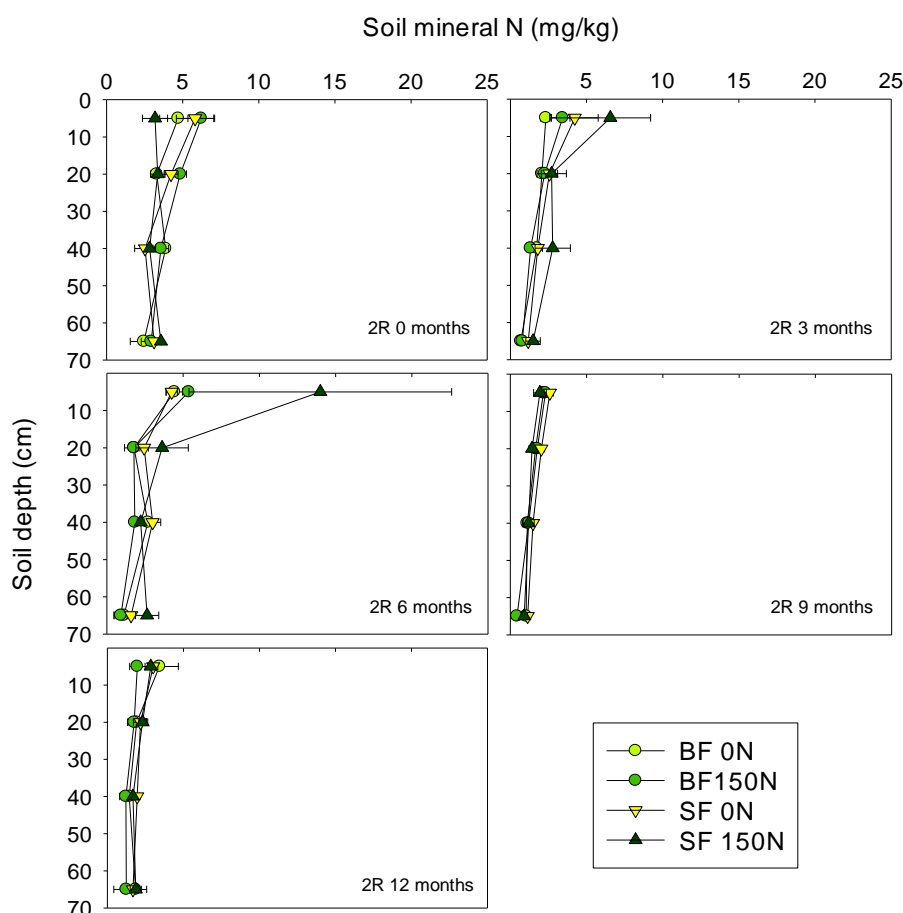 Soil mineral N (mg/kg)
0 5 10 15 20 25
5 10 15 20 25
0
10
20
30
40
50
60
70
2R 0 months
2R 3 months
0
10
20
30
40
50
60
70
2R 6 months
2R 9 months
Soil depth (cm)
0
10
20
30
40
50
60
70
2R 12 months
BF 0N
BF150N
SF 0N
SF 150N